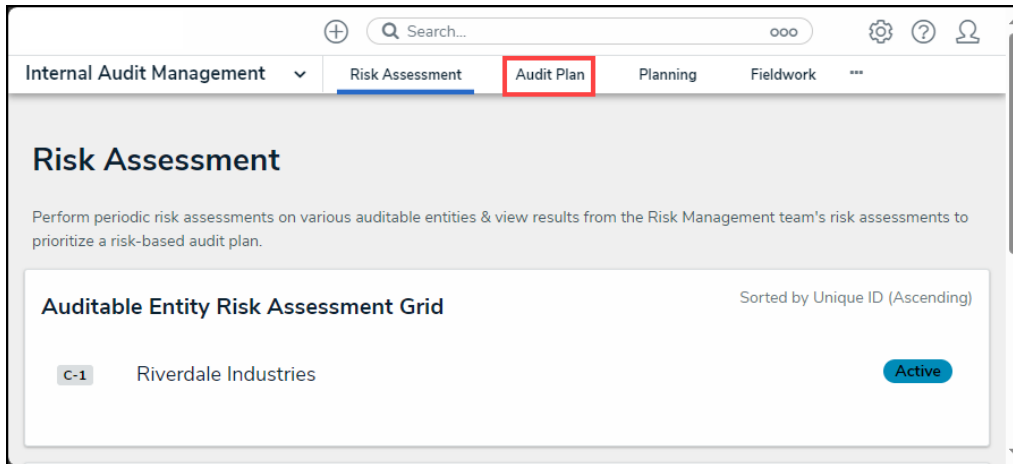 Search...
Internal Audit Management Risk Assessment Audit Plan Planning Fieldwork
Risk Assessment
Perform periodic risk assessments on various auditable entities & view results from the Risk Management team's risk assessments to
prioritize a risk-based audit plan.
Auditable Entity Risk Assessment Grid Sorted by Unique ID (Ascending)
C-1 Riverdale Industries Active